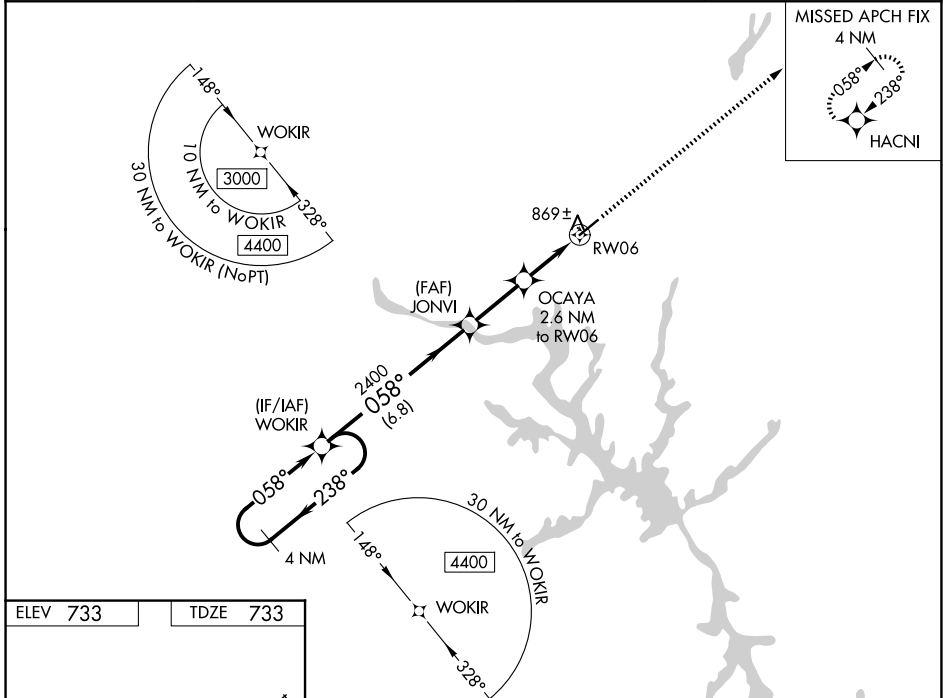 MISSED APCH FIX
4 NM
058°
238°
HACNI
148°
WOKIR
10 NM to WOKIR
3000
328°
4400
30 NM to WOKIR (NoPT)
869±
RW06
(FAF)
JONVI
OCAYA
2.6 NM
to RW06
2400
058°
(6.8)
(IF/IAF)
WOKIR
058°
238°
4 NM
30 NM to WOKIR
148°
4400
WOKIR
328°
ELEV 733
TDZE 733